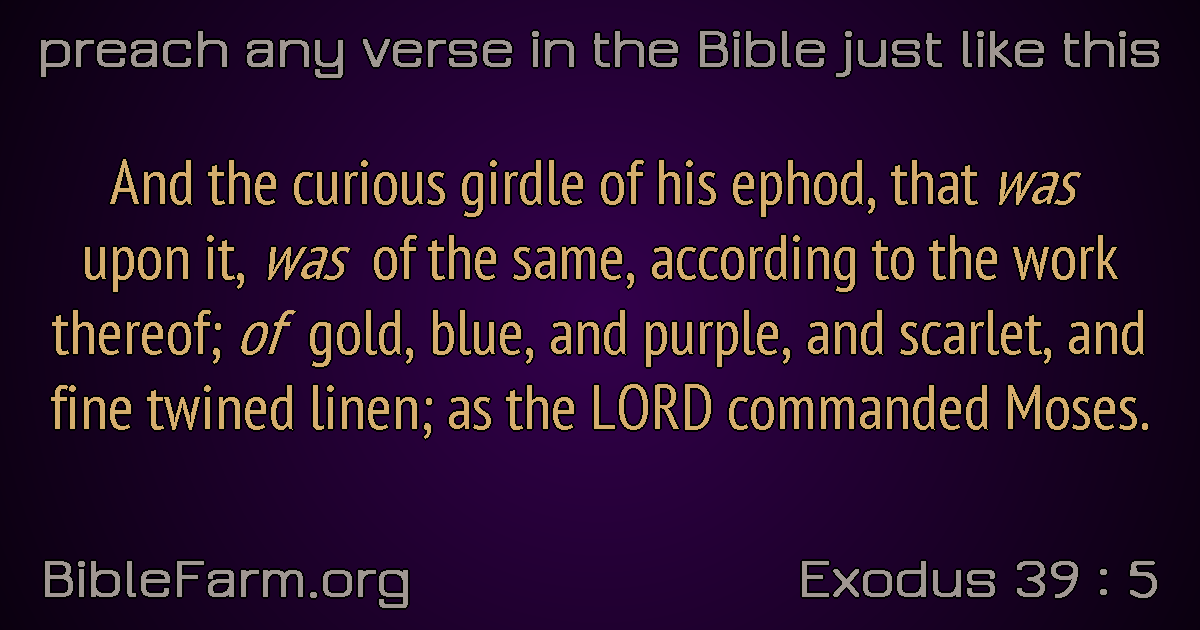 preach any verse in the Bible just like this
And the curious girdle of his ephod, that was
upon it, was of the same, according to the work
thereof; of gold, blue, and purple, and scarlet, and
fine twined linen; as the LORD commanded Moses.
BibleFarm.org
Exodus 39 : 5